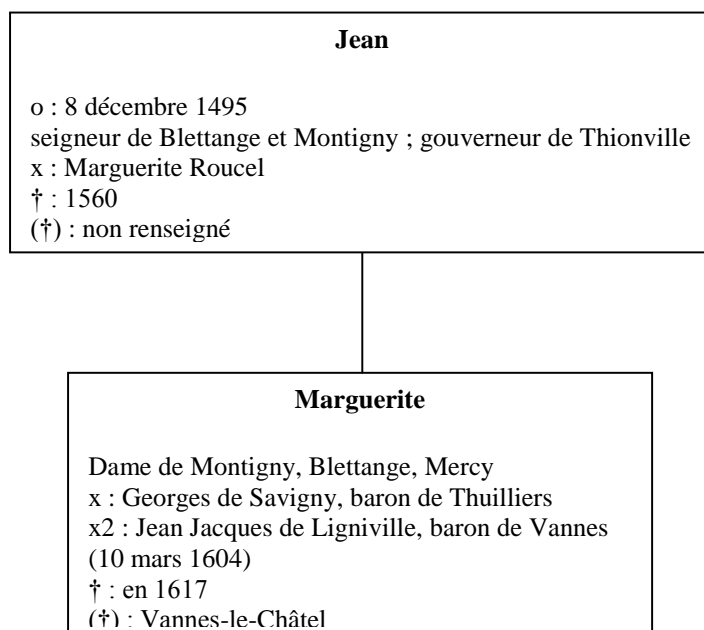 Jean
o : 8 décembre 1495
seigneur de Blettange et Montigny ; gouverneur de Thionville
x : Marguerite Roucel
† : 1560
(†) : non renseigné
Marguerite
Dame de Montigny, Blettange, Mercy
x : Georges de Savigny, baron de Thuilliers
x2 : Jean Jacques de Ligniville, baron de Vannes
(10 mars 1604)
† : en 1617
(†) : Vannes-le-Châtel